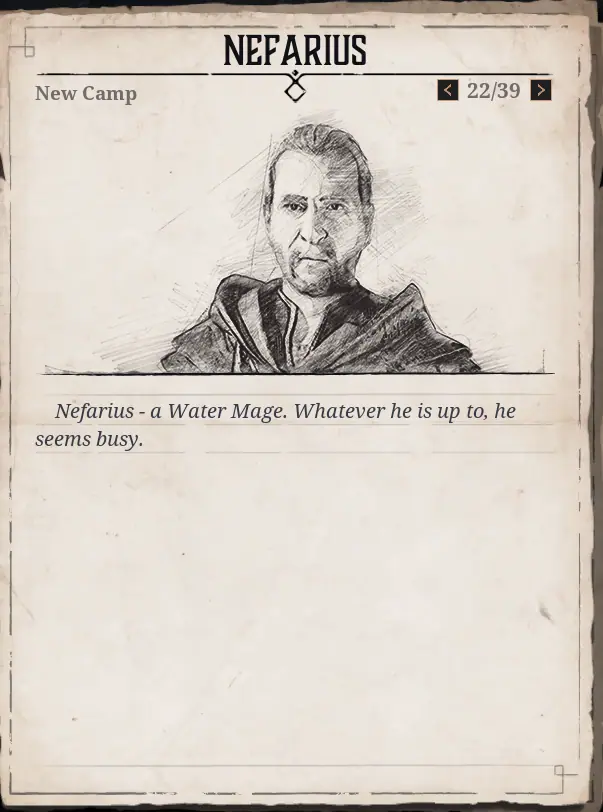 NEFARIUS
New Camp
22/39
Nefarius - a Water Mage. Whatever he is up to, he
seems busy.